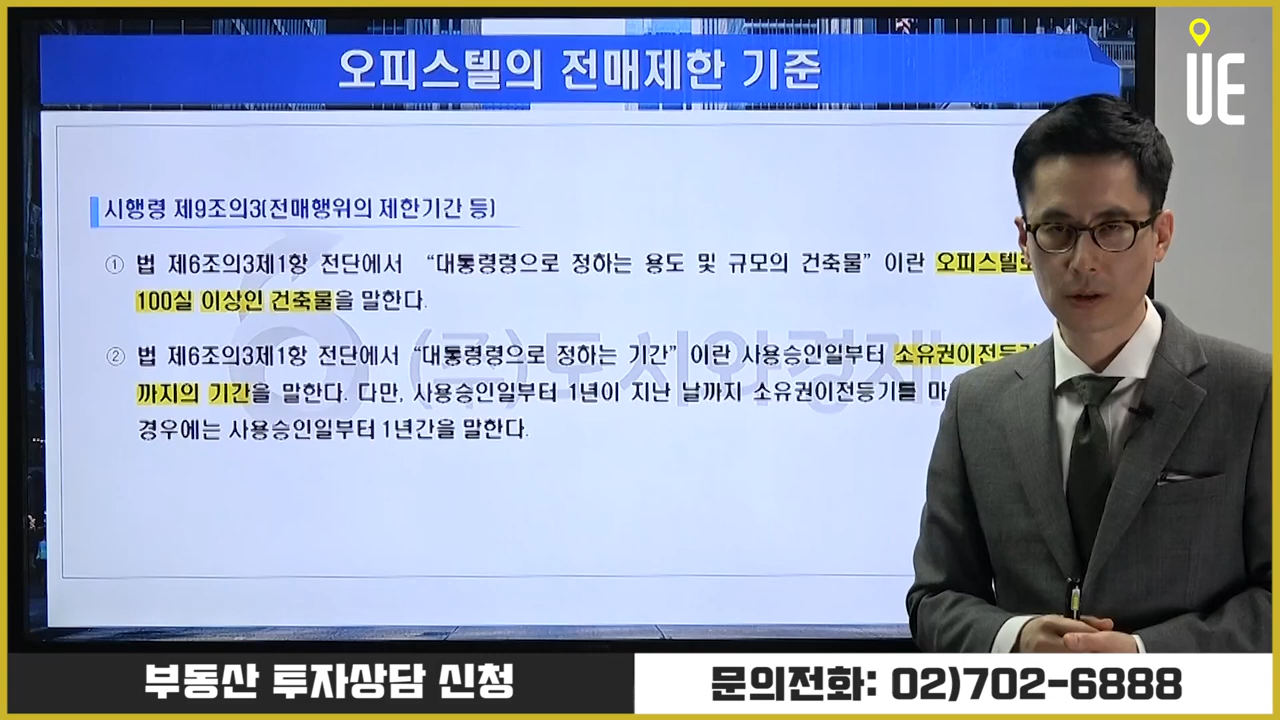 오피스텔의 전매제한 기준
UE
시행령 제9조의3(전매행위의 제한기간 등)
① 법 제6조의3제1항 전단에서 “대통령령으로 정하는 용도 및 규모의 건축물” 이란 오피스텔로
100실 이상인 건축물을 말한다.
② 법 제6조의3제1항 전단에서 “대통령령으로 정하는 기간” 이란 사용승인일부터 소유권이전등기
까지의 기간을 말한다. 다만, 사용승인일부터 1년이 지난 날까지 소유권이전등기를 마
경우에는 사용승인일부터 1년간을 말한다.
(주)도시와경제
부동산 투자상담 신청
문의전화: 02)702-6888